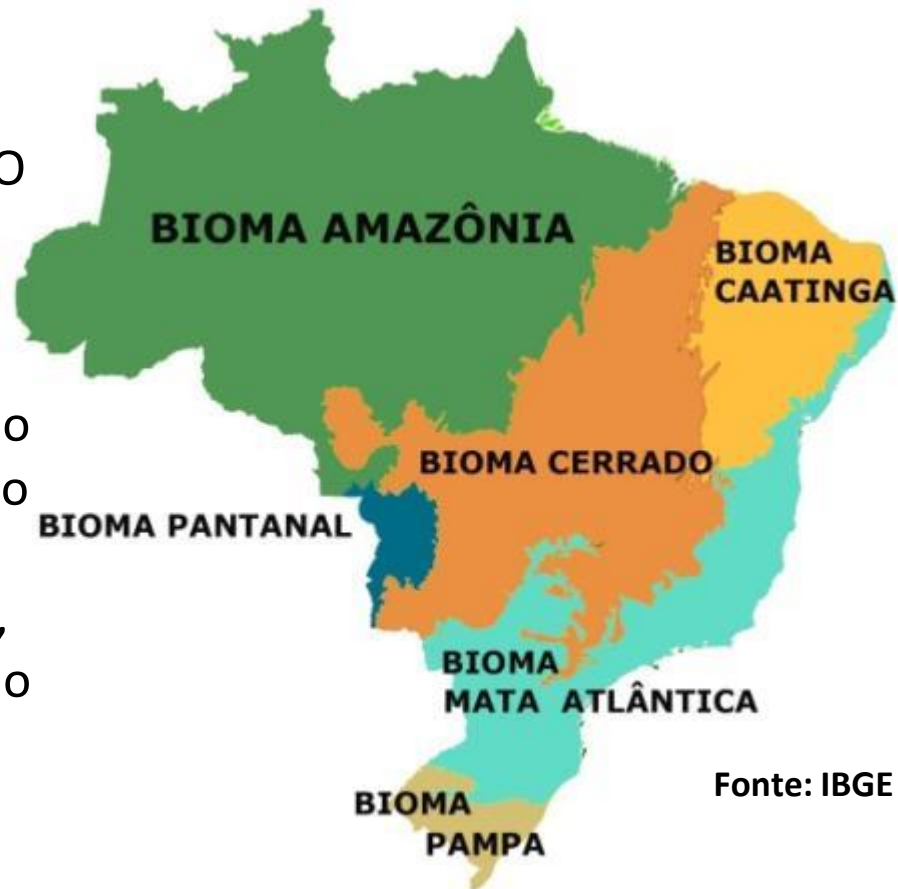 O
BIOMA AMAZÔNIA
BIOMA
CAATINGA
o
BIOMA CERRADO
o
BIOMA PANTANAL
,
o
BIOMA
MATA ATLÂNTICA
Fonte: IBGE
BIOMA
PAMPA